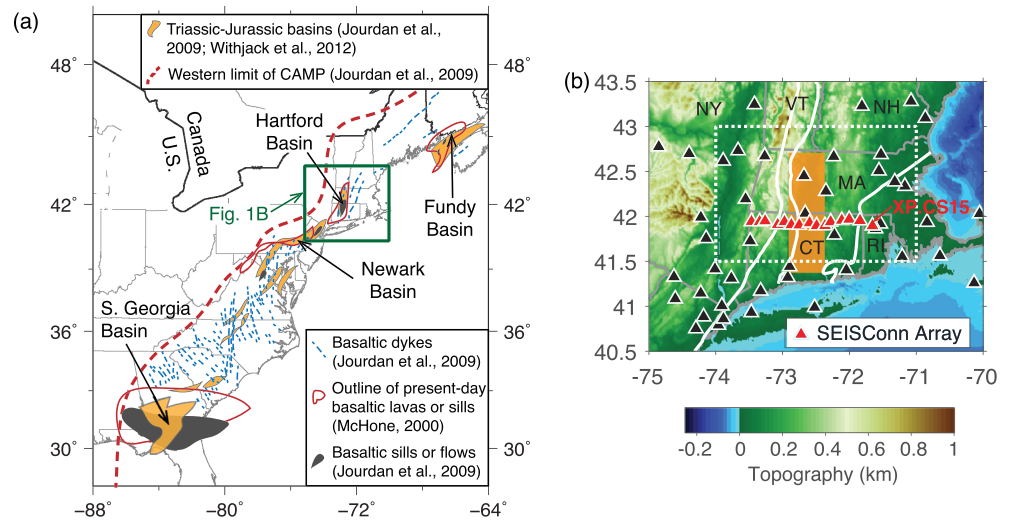 (a)
Triassic-Jurassic basins (Jourdan et al.,
2009; Withjack et al., 2012)
Western limit of CAMP (Jourdan et al., 2009)
48°
48°
Canada
U.S.
Hartford
Basin
42°
42°
Fig. 1B
Fundy
Basin
Newark
Basin
S. Georgia
Basin
36°
36°
Basaltic dykes
(Jourdan et al., 2009)
Outline of present-day
basaltic lavas or sills
(McHone, 2000)
Basaltic sills or flows
(Jourdan et al., 2009)
30°
30°
−88°
−80°
−72°
−64°
(b)
43.5
43
42.5
42
41.5
41
40.5
NY
VT
NH
MA
XP.CS15
CT
RI
SEISConn Array
-75
-74
-73
-72
-71
-70
-0.2
0
0.2
0.4
0.6
0.8
1
Topography (km)